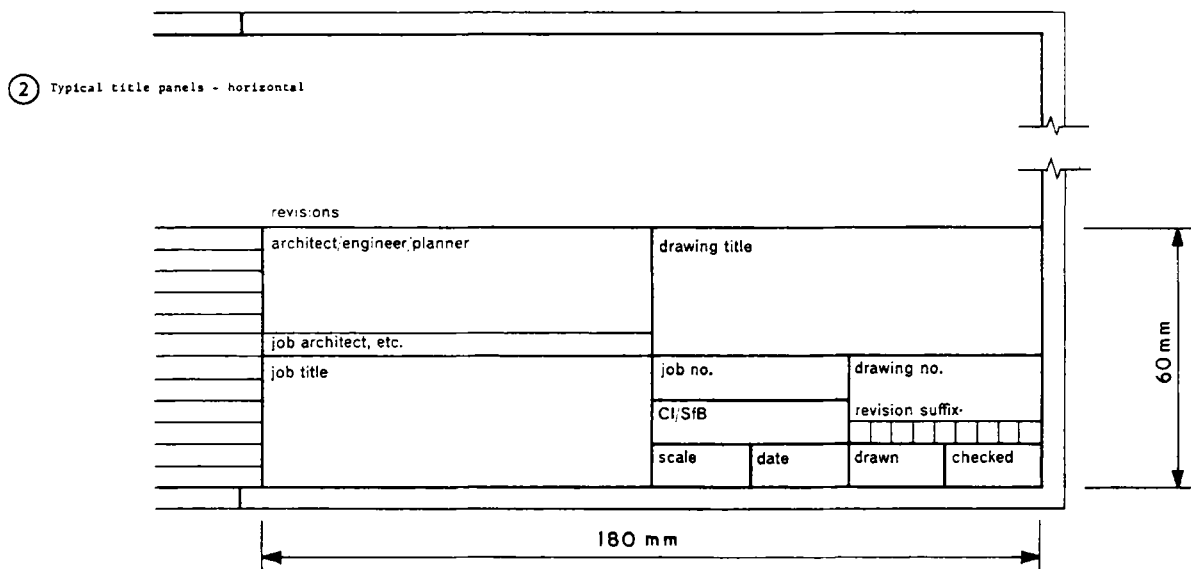 2 Typical title panels - horizontal
revisions
architect/engineer/planner
drawing title
job architect, etc.
job title
job no.
drawing no.
CI/SfB
revision suffix
scale
date
drawn
checked
60 mm
180 mm